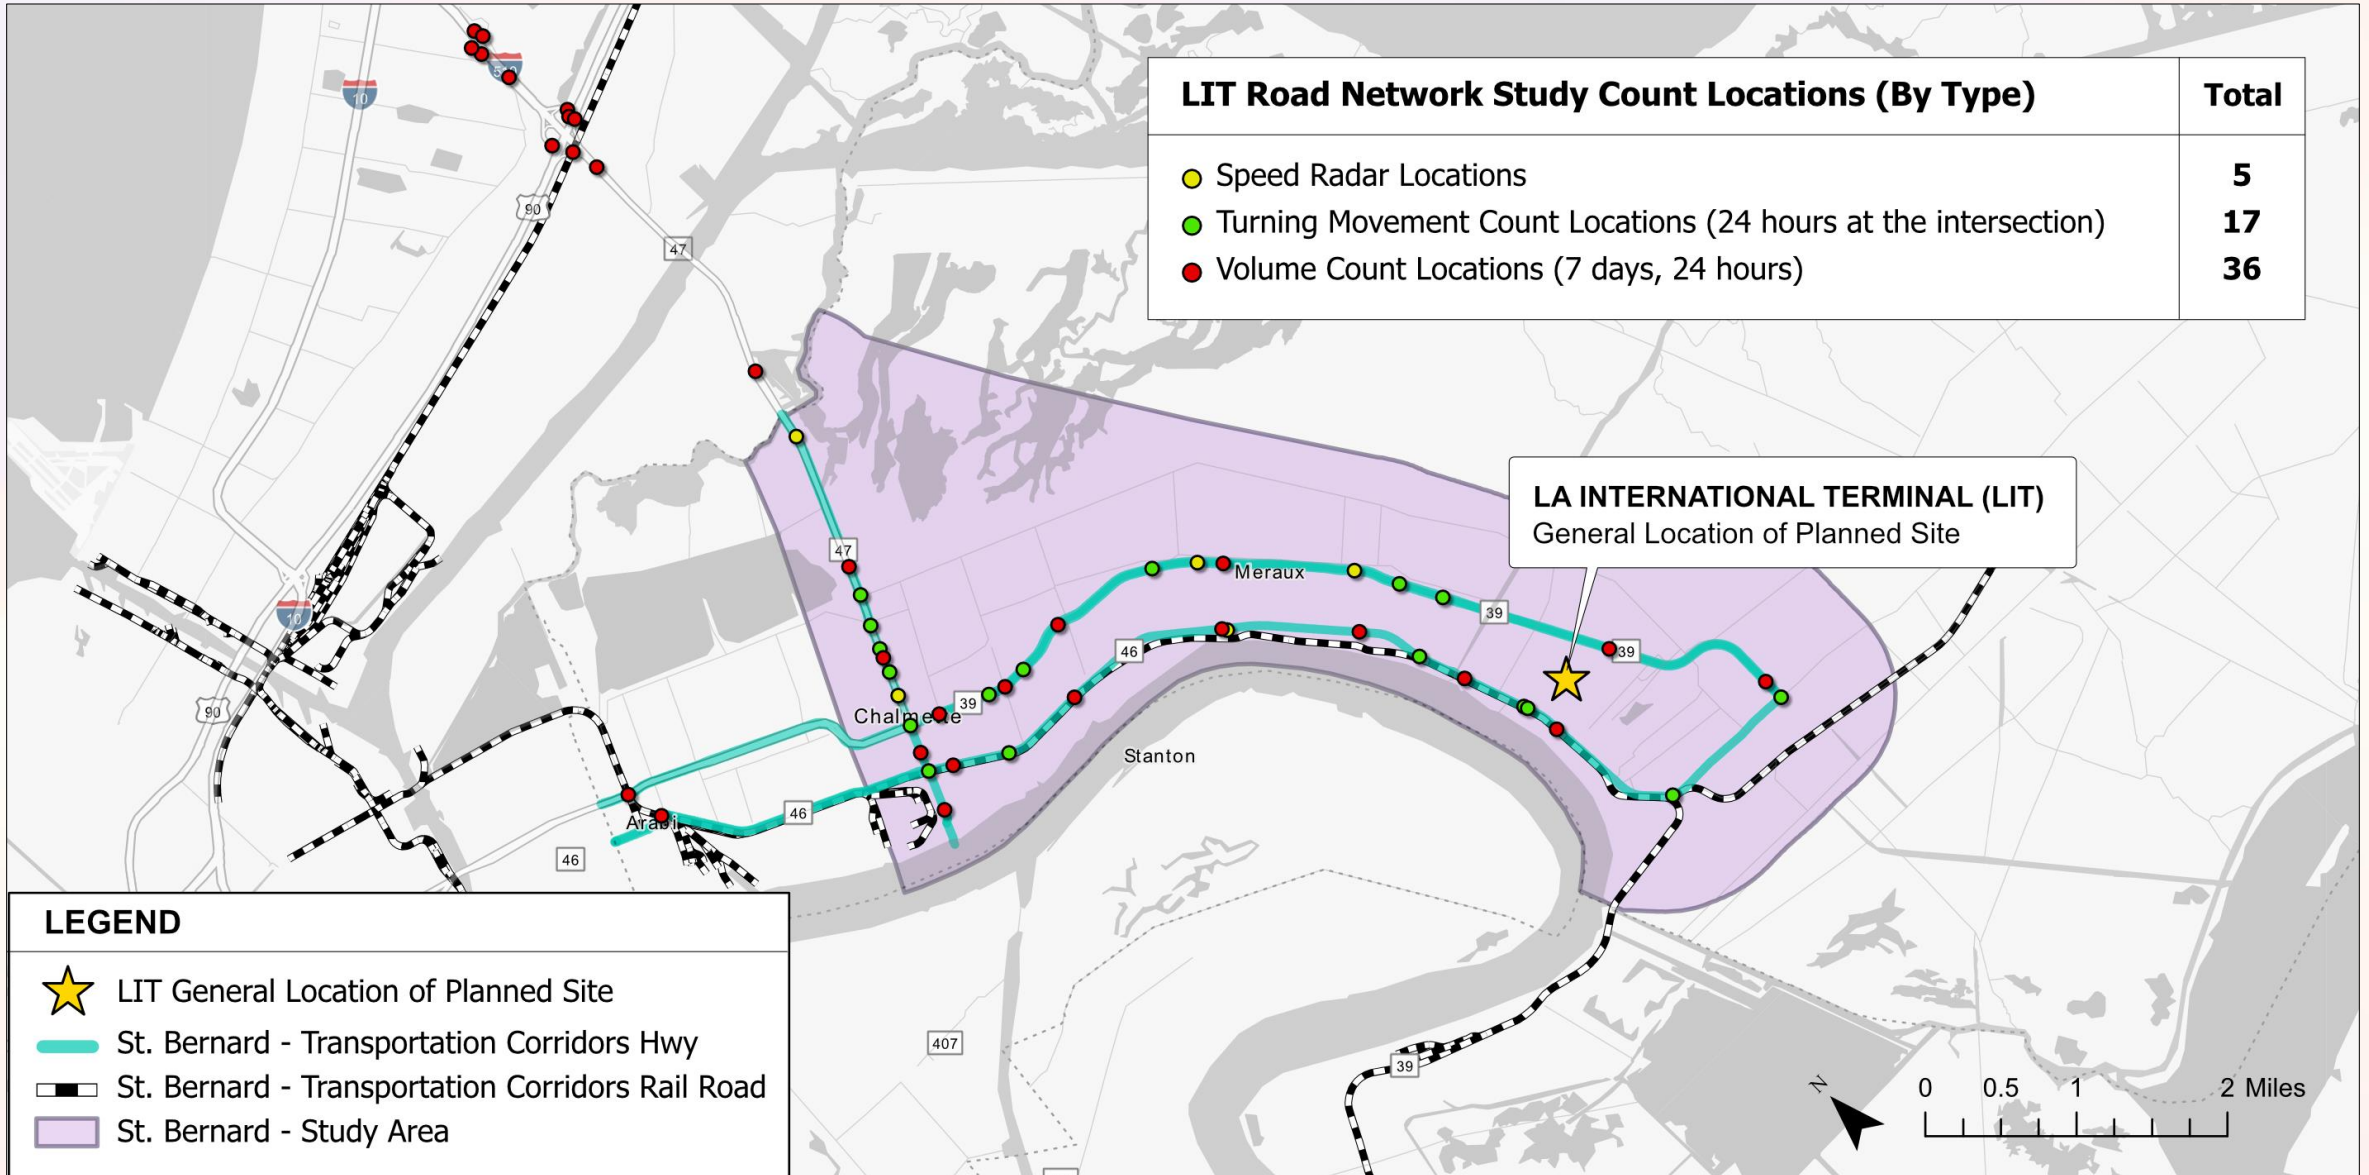 LIT Road Network Study Count Locations (By Type) Total
Speed Radar Locations 5
Turning Movement Count Locations (24 hours at the intersection) 17
Volume Count Locations (7 days, 24 hours) 36
10
90
47
LA INTERNATIONAL TERMINAL (LIT)
General Location of Planned Site
47
Meraux
39
39
46
39
Chalmette
Stanton
10
90
46
Arabi
46
407
39
LEGEND
LIT General Location of Planned Site
St. Bernard - Transportation Corridors Hwy
St. Bernard - Transportation Corridors Rail Road
St. Bernard - Study Area
N
0 0.5 1 2 Miles